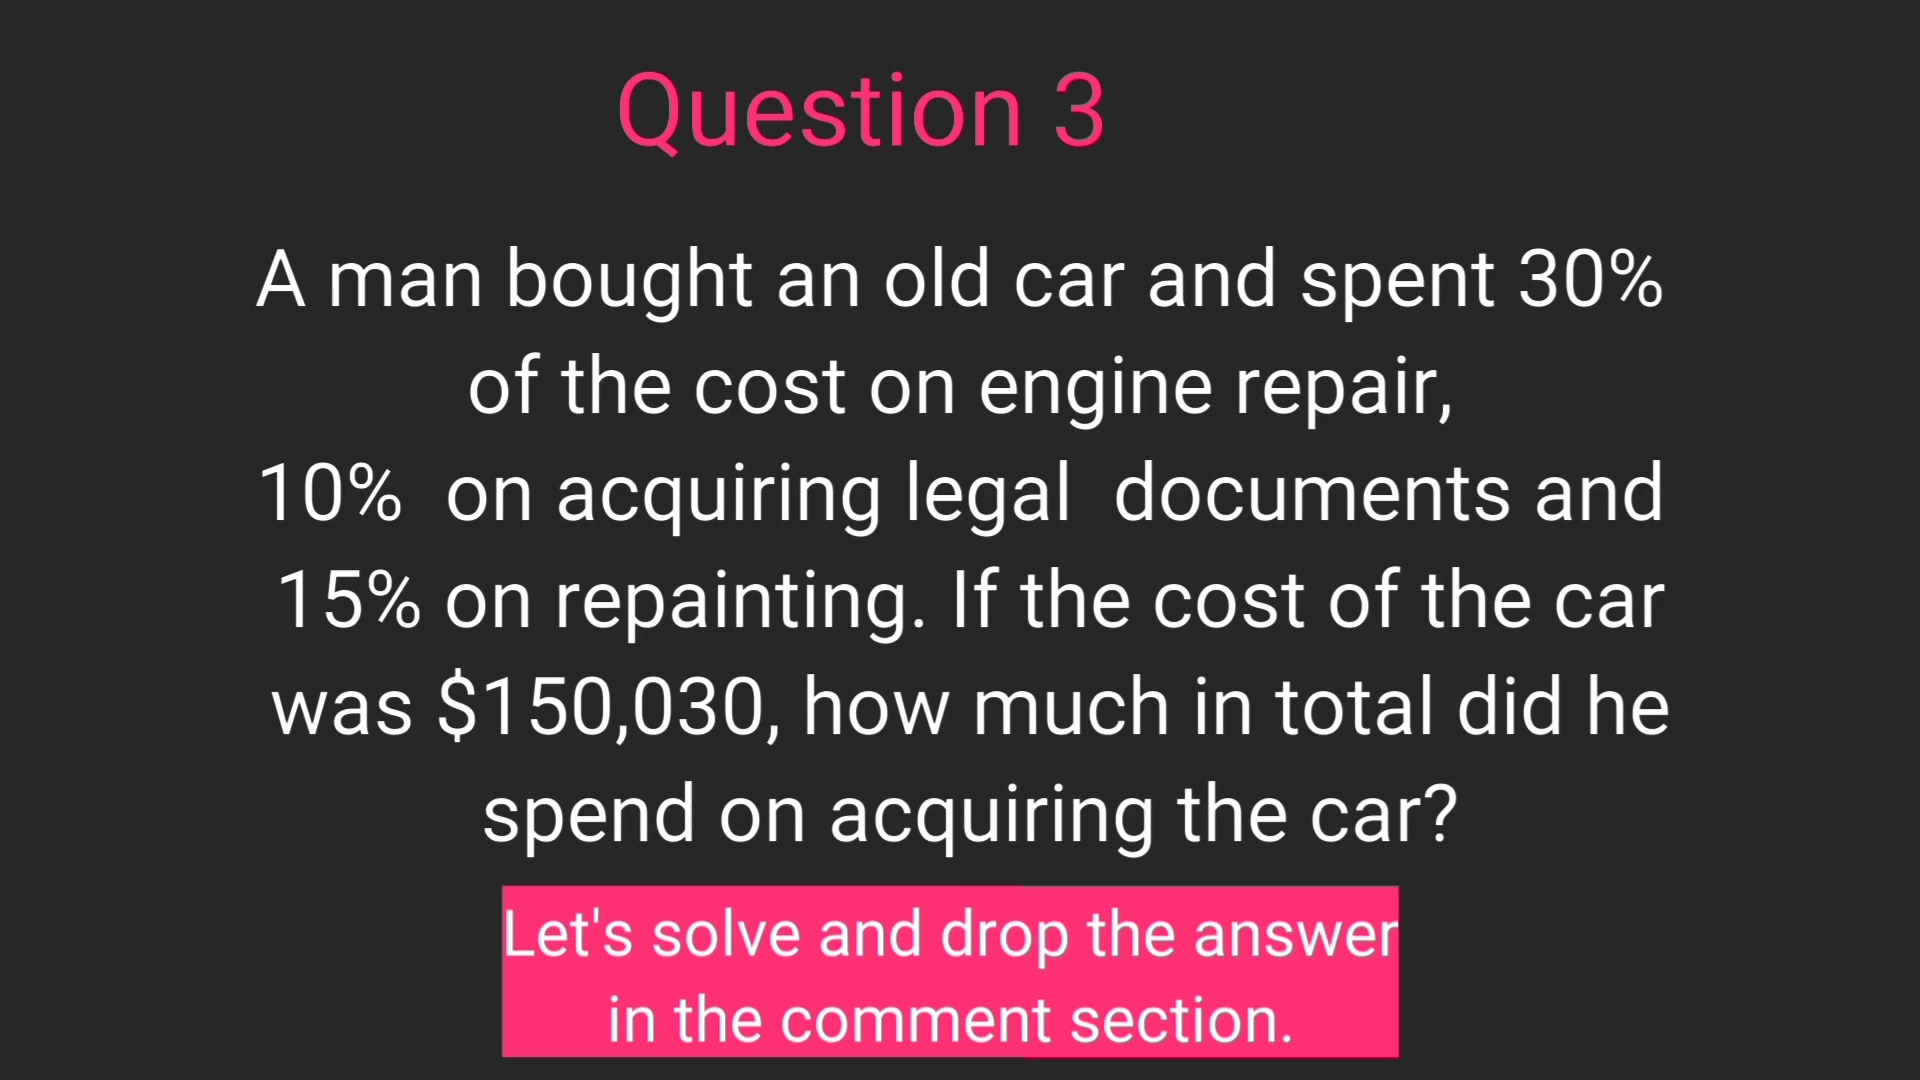 Question 3
A man bought an old car and spent 30%
of the cost on engine repair,
10%  on acquiring legal  documents and
15% on repainting. If the cost of the car
was $150,030, how much in total did he
spend on acquiring the car?
Let's solve and drop the answer
in the comment section.